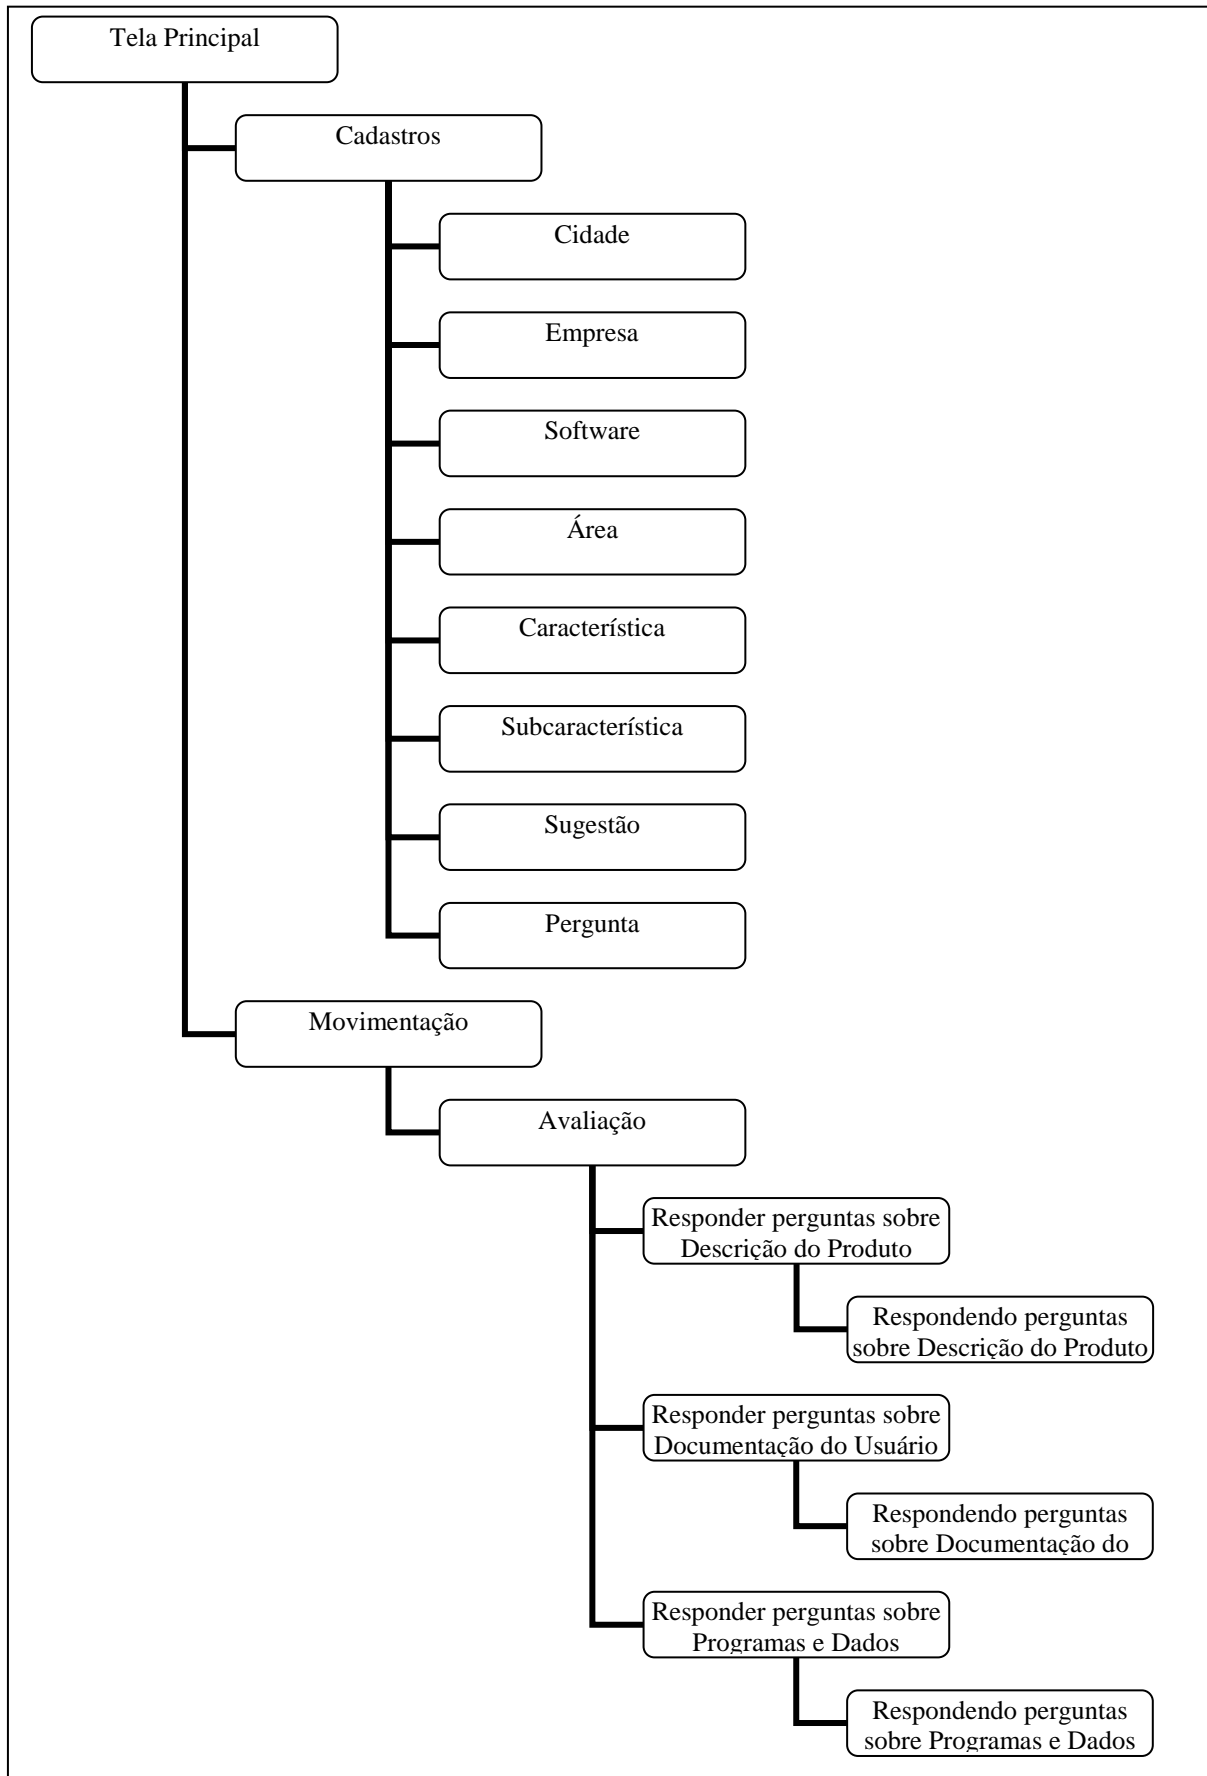 Tela Principal
Cadastros
Cidade
Empresa
Software
Área
Característica
Subcaracterística
Sugestão
Pergunta
Movimentação
Avaliação
Responder perguntas sobre
Descrição do Produto
Respondendo perguntas
sobre Descrição do Produto
Responder perguntas sobre
Documentação do Usuário
Respondendo perguntas
sobre Documentação do
Responder perguntas sobre
Programas e Dados
Respondendo perguntas
sobre Programas e Dados